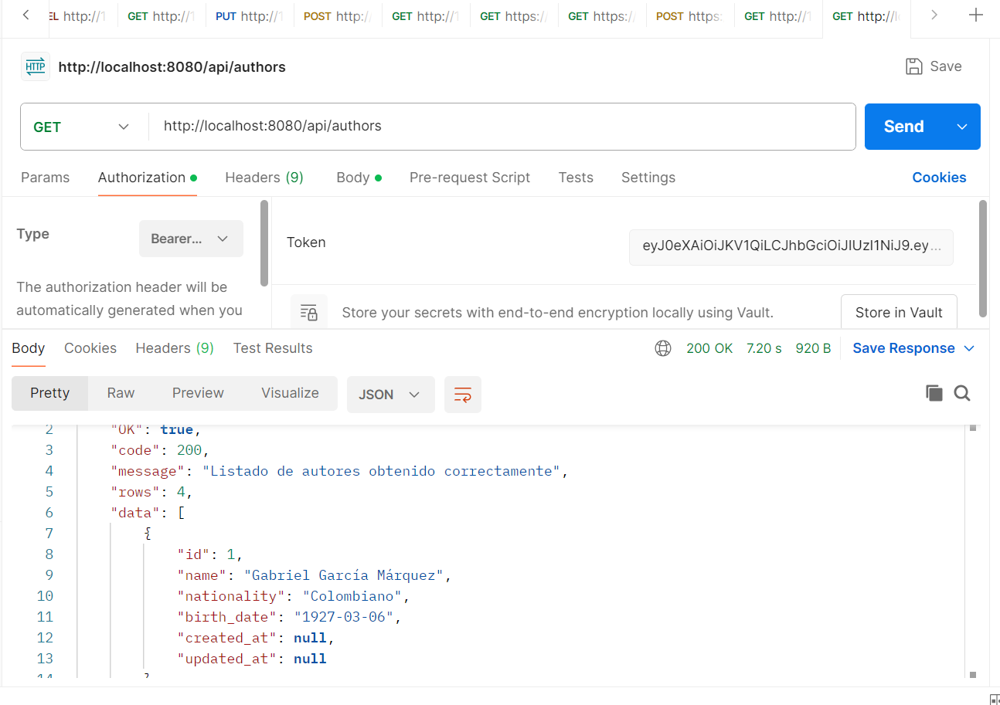 EL http://1 GET http://1 PUT http://1 POST http:/ GET http://1 GET https:/ GET https:/ POST https: GET http://1 GET http://l
HTTP http://localhost:8080/api/authors Save
GET http://localhost:8080/api/authors Send
Params Authorization Headers (9) Body Pre-request Script Tests Settings Cookies
Type Bearer... Token eyJ0eXAiOiJKV1QiLCJhbGciOiJIUzI1NiJ9.ey...
The authorization header will be
automatically generated when you
Store your secrets with end-to-end encryption locally using Vault. Store in Vault
Body Cookies Headers (9) Test Results 200 OK 7.20 s 920 B Save Response
Pretty Raw Preview Visualize JSON
2 "OK": true,
3 "code": 200,
4 "message": "Listado de autores obtenido correctamente",
5 "rows": 4,
6 "data": [
7 {
8 "id": 1,
9 "name": "Gabriel García Márquez",
10 "nationality": "Colombiano",
11 "birth_date": "1927-03-06",
12 "created_at": null,
13 "updated_at": null
14 }